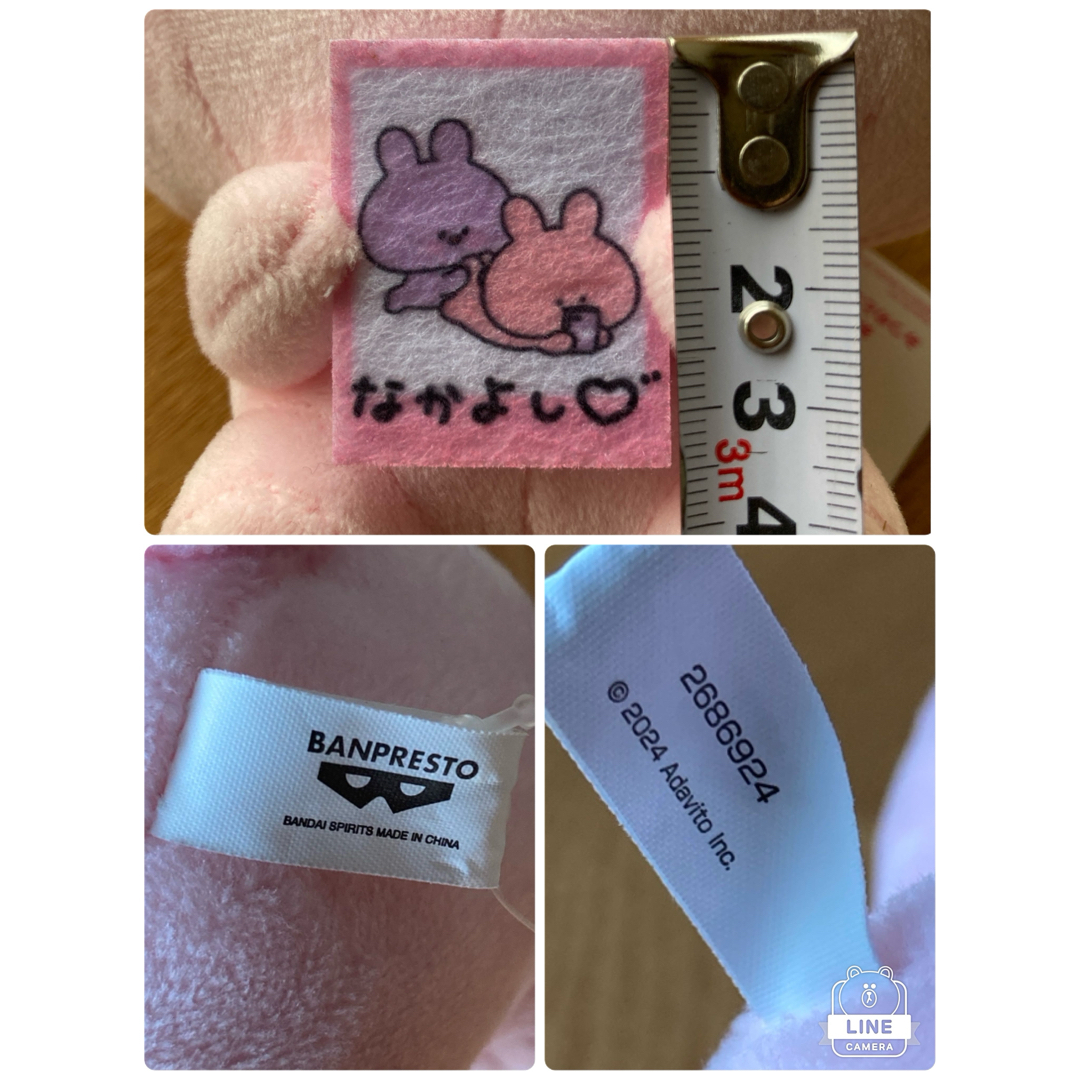 なかよし♡゛
2
3
3m
4
BANPRESTO
BANDAI SPIRITS MADE IN CHINA
2686924
© 2024 Adavito Inc.
LINE
CAMERA